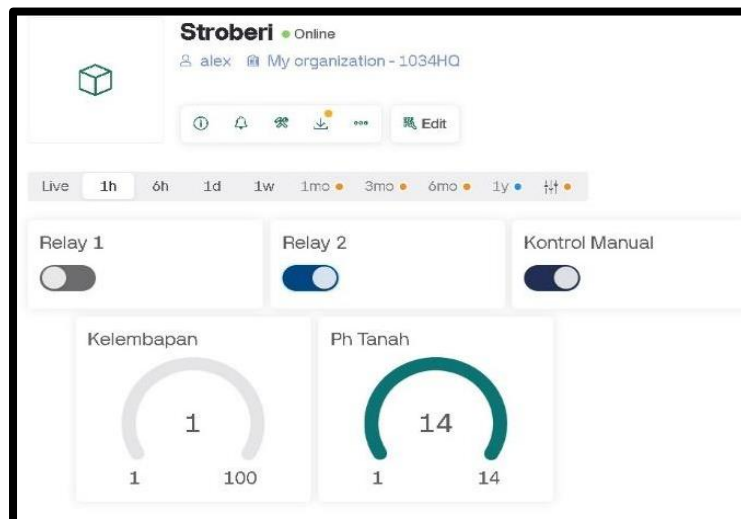 Stroberi Online
alex My organization - 1034HQ
Edit
Live 1h 6h 1d 1w 1mo 3mo 6mo 1y
Relay 1 Relay 2 Kontrol Manual
Kelembapan Ph Tanah
1 14
1 100 1 14